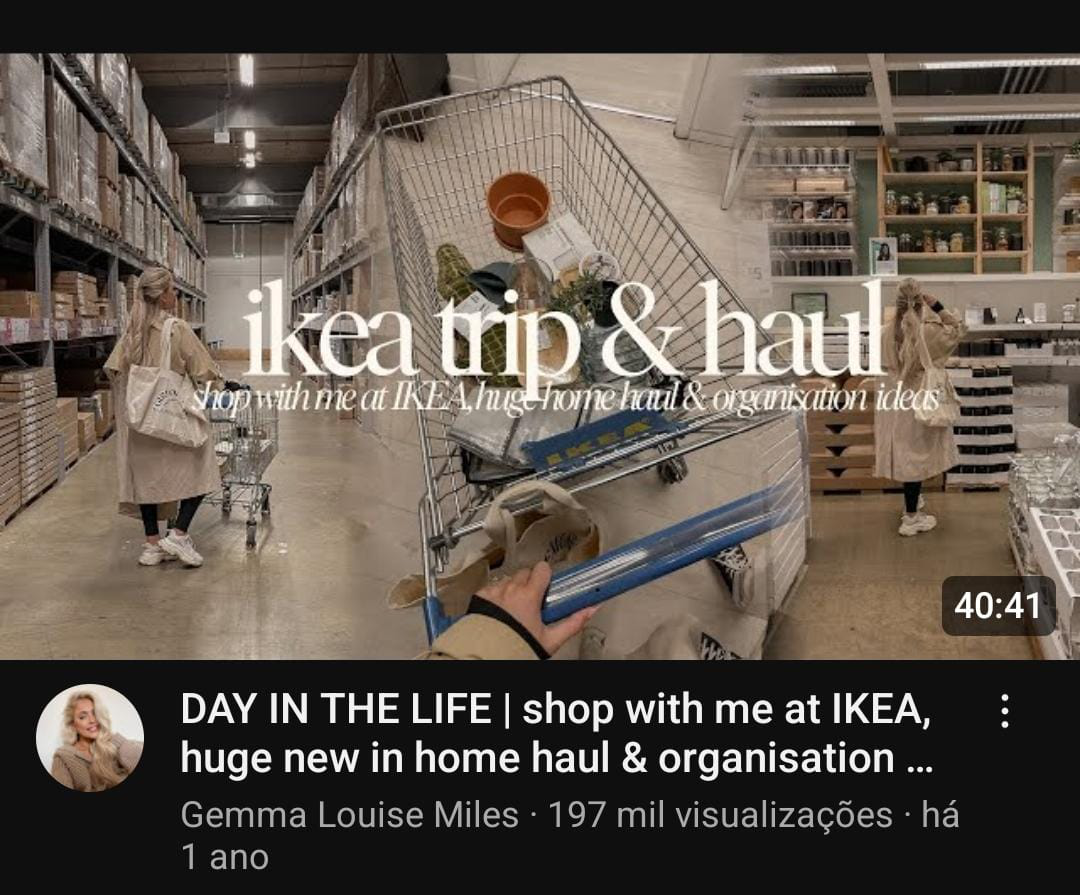 ikea trip & haul
shop with me at IKEA, huge home haul & organisation ideas
IKEA
40:41
DAY IN THE LIFE | shop with me at IKEA,
huge new in home haul & organisation ...
Gemma Louise Miles · 197 mil visualizações · há
1 ano